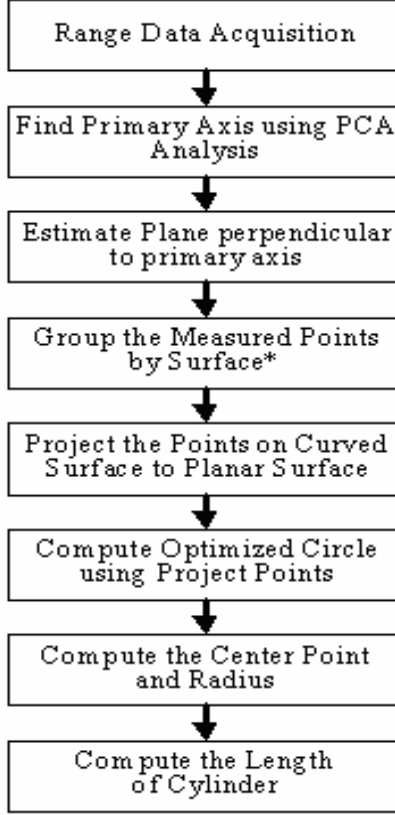 Range Data Acquisition
Find Primary Axis using PCA
Analysis
Estimate Plane perpendicular
to primary axis
Group the Measured Points
by Surface*
Project the Points on Curved
Surface to Planar Surface
Compute Optimized Circle
using Project Points
Compute the Center Point
and Radius
Compute the Length
of Cylinder